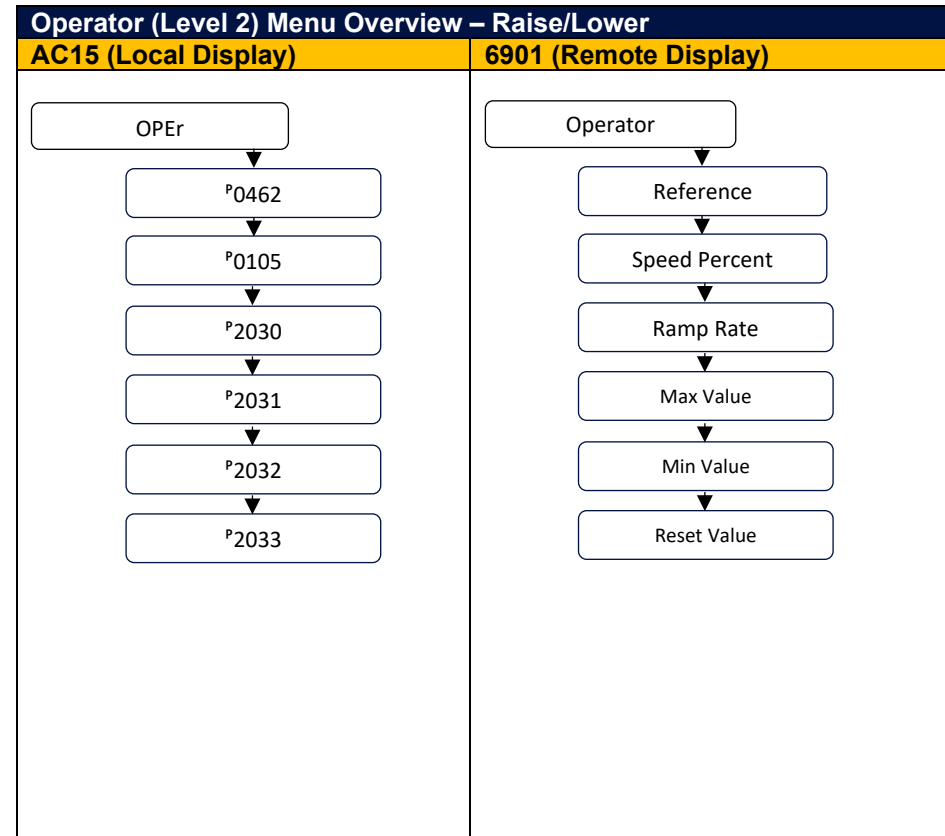 Operator (Level 2) Menu Overview – Raise/Lower
AC15 (Local Display)
6901 (Remote Display)
OPEr
ᴾ0462
ᴾ0105
ᴾ2030
ᴾ2031
ᴾ2032
ᴾ2033
Operator
Reference
Speed Percent
Ramp Rate
Max Value
Min Value
Reset Value